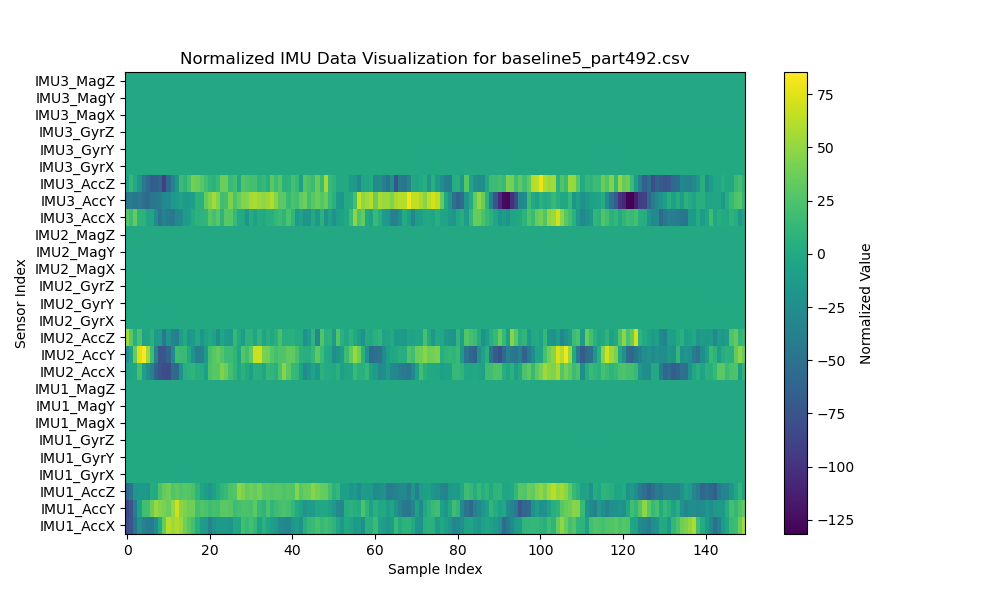 Normalized IMU Data Visualization for baseline5_part492.csv
IMU3_MagZ
IMU3_MagY
IMU3_MagX
IMU3_GyrZ
IMU3_GyrY
IMU3_GyrX
IMU3_AccZ
IMU3_AccY
IMU3_AccX
IMU2_MagZ
IMU2_MagY
IMU2_MagX
IMU2_GyrZ
IMU2_GyrY
IMU2_GyrX
IMU2_AccZ
IMU2_AccY
IMU2_AccX
IMU1_MagZ
IMU1_MagY
IMU1_MagX
IMU1_GyrZ
IMU1_GyrY
IMU1_GyrX
IMU1_AccZ
IMU1_AccY
IMU1_AccX
Sensor Index
0 20 40 60 80 100 120 140
Sample Index
75
50
25
0
−25
−50
−75
−100
−125
Normalized Value